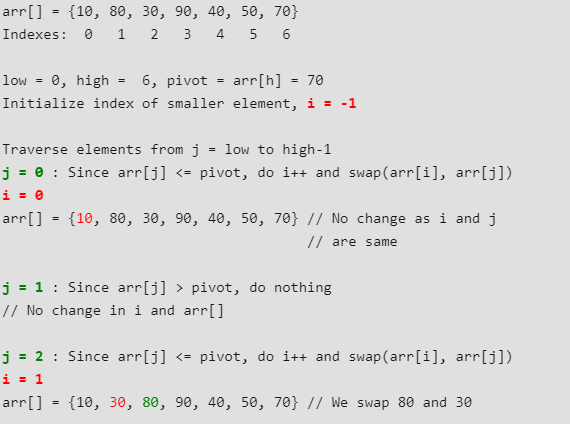 arr[] = {10, 80, 30, 90, 40, 50, 70}
Indexes:  0   1   2   3   4   5   6
low = 0, high =  6, pivot = arr[h] = 70
Initialize index of smaller element, i = -1
Traverse elements from j = low to high-1
j = 0 : Since arr[j] <= pivot, do i++ and swap(arr[i], arr[j])
i = 0
arr[] = {10, 80, 30, 90, 40, 50, 70} // No change as i and j
// are same
j = 1 : Since arr[j] > pivot, do nothing
// No change in i and arr[]
j = 2 : Since arr[j] <= pivot, do i++ and swap(arr[i], arr[j])
i = 1
arr[] = {10, 30, 80, 90, 40, 50, 70} // We swap 80 and 30